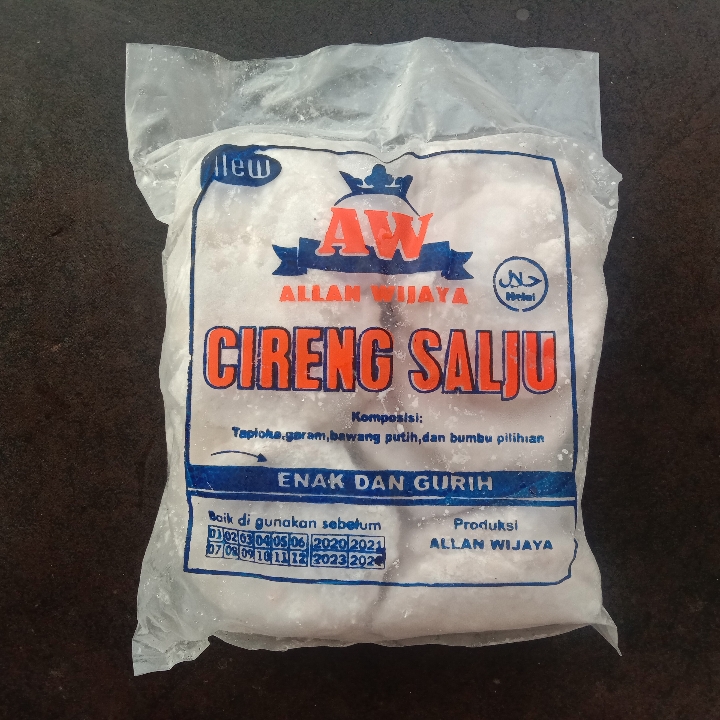 new
AW
ALLAN WIJAYA
حلال
Halal
CIRENG SALJU
Komposisi:
Tapioka,garam,bawang putih,dan bumbu pilihan
ENAK DAN GURIH
Baik di gunakan sebelum
01 02 03 04 05 06 2020 2021
07 08 09 10 11 12 2023 2024
Produksi
ALLAN WIJAYA